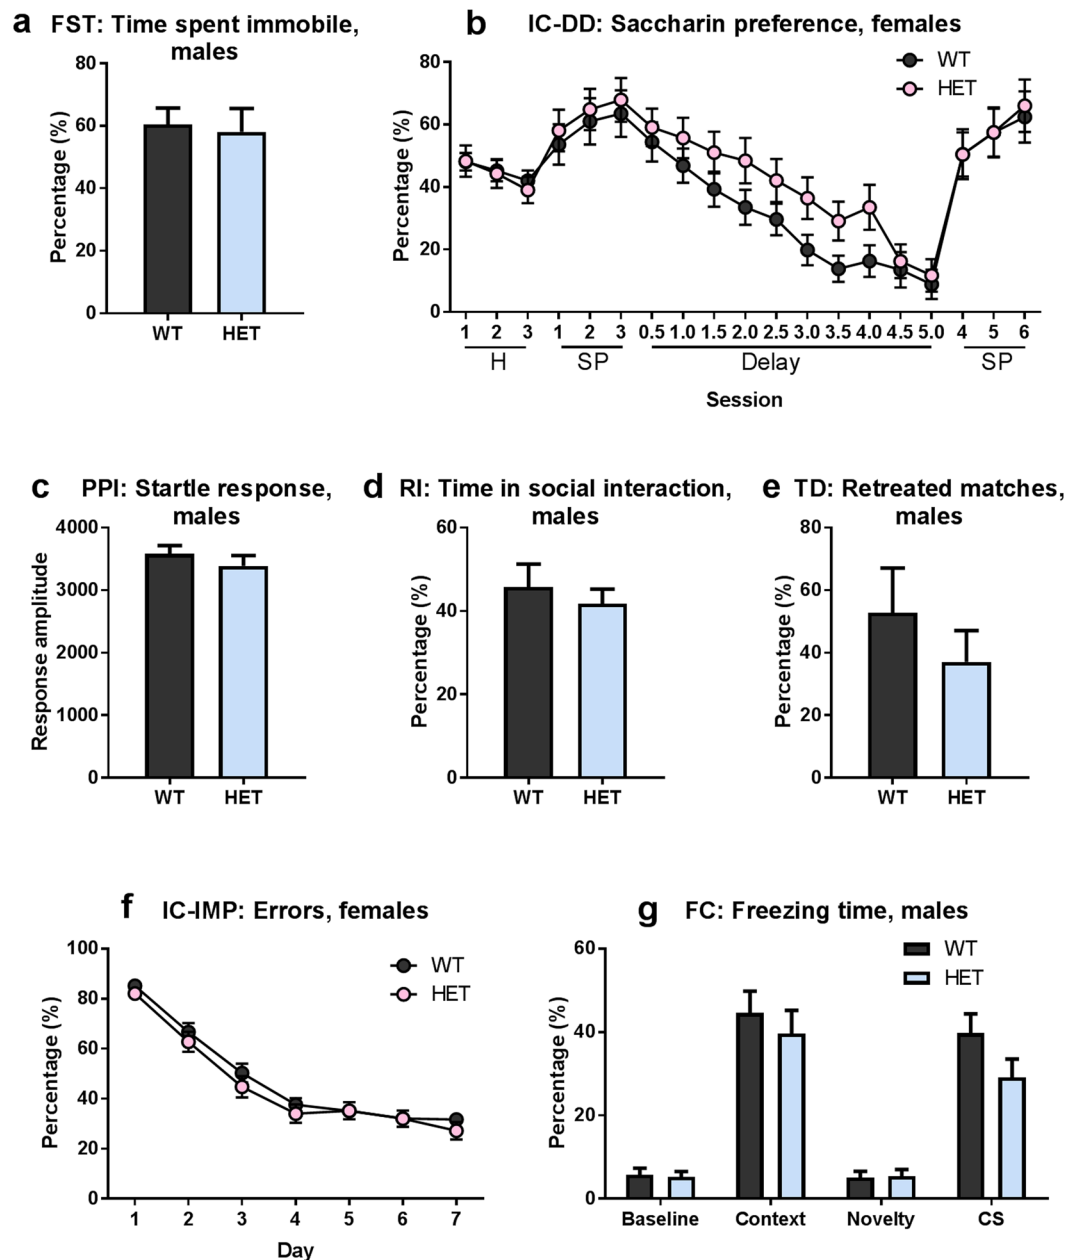 a FST: Time spent immobile,
males
Percentage (%)
80
60
40
20
0
WT HET
b IC-DD: Saccharin preference, females
WT
HET
Percentage (%)
80
60
40
20
0
1 2 3 1 2 3 0.5 1.0 1.5 2.0 2.5 3.0 3.5 4.0 4.5 5.0 4 5 6
H SP Delay SP
Session
c PPI: Startle response,
males
Response amplitude
4000
3000
2000
1000
0
WT HET
d RI: Time in social interaction,
males
Percentage (%)
60
40
20
0
WT HET
e TD: Retreated matches,
males
Percentage (%)
80
60
40
20
0
WT HET
f IC-IMP: Errors, females
WT
HET
Percentage (%)
100
80
60
40
20
0
1 2 3 4 5 6 7
Day
g FC: Freezing time, males
WT
HET
Percentage (%)
60
40
20
0
Baseline Context Novelty CS